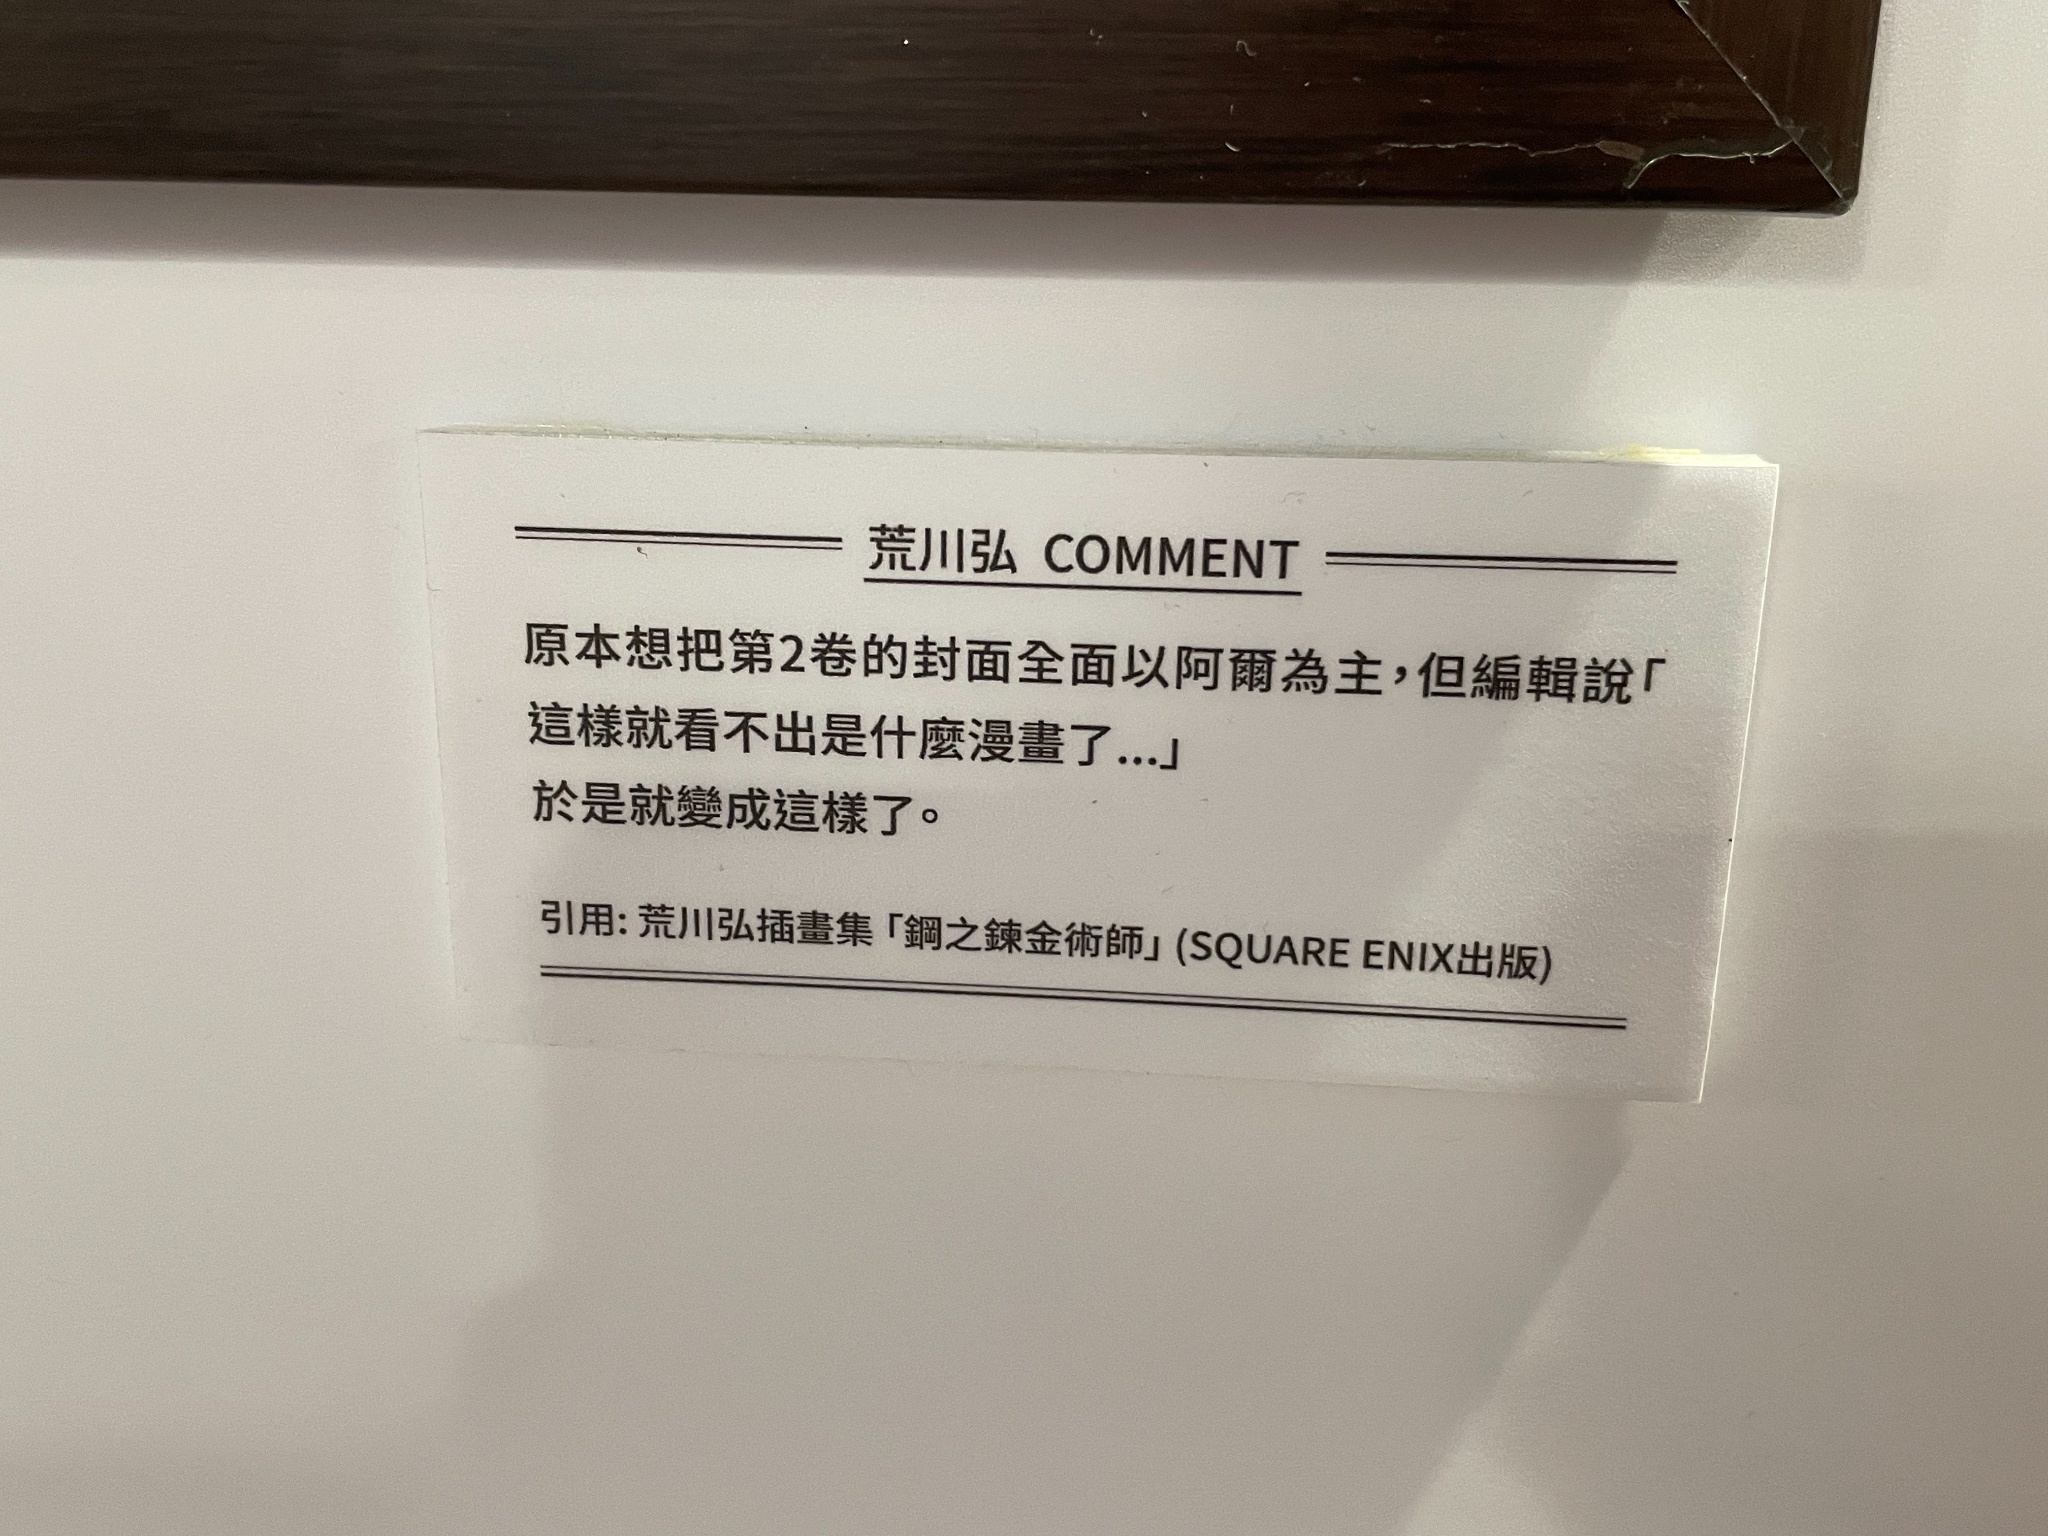 荒川弘 COMMENT
原本想把第2卷的封面全面以阿爾為主，但編輯說「
這樣就看不出是什麼漫畫了...」
於是就變成這樣了。
引用: 荒川弘插畫集「鋼之鍊金術師」(SQUARE ENIX出版)